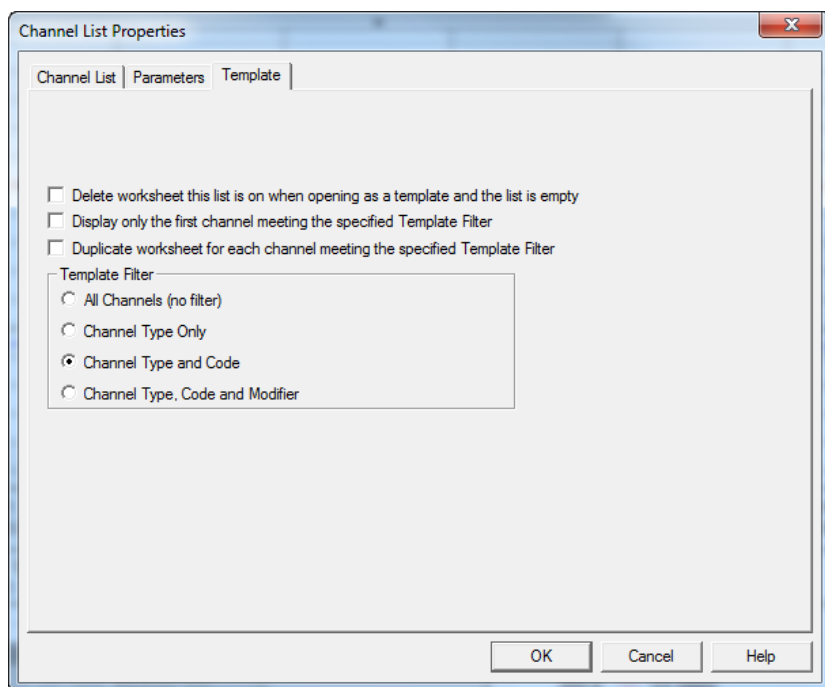 Channel List Properties
Channel List Parameters Template
Delete worksheet this list is on when opening as a template and the list is empty
Display only the first channel meeting the specified Template Filter
Duplicate worksheet for each channel meeting the specified Template Filter
Template Filter
All Channels (no filter)
Channel Type Only
Channel Type and Code
Channel Type, Code and Modifier
OK Cancel Help